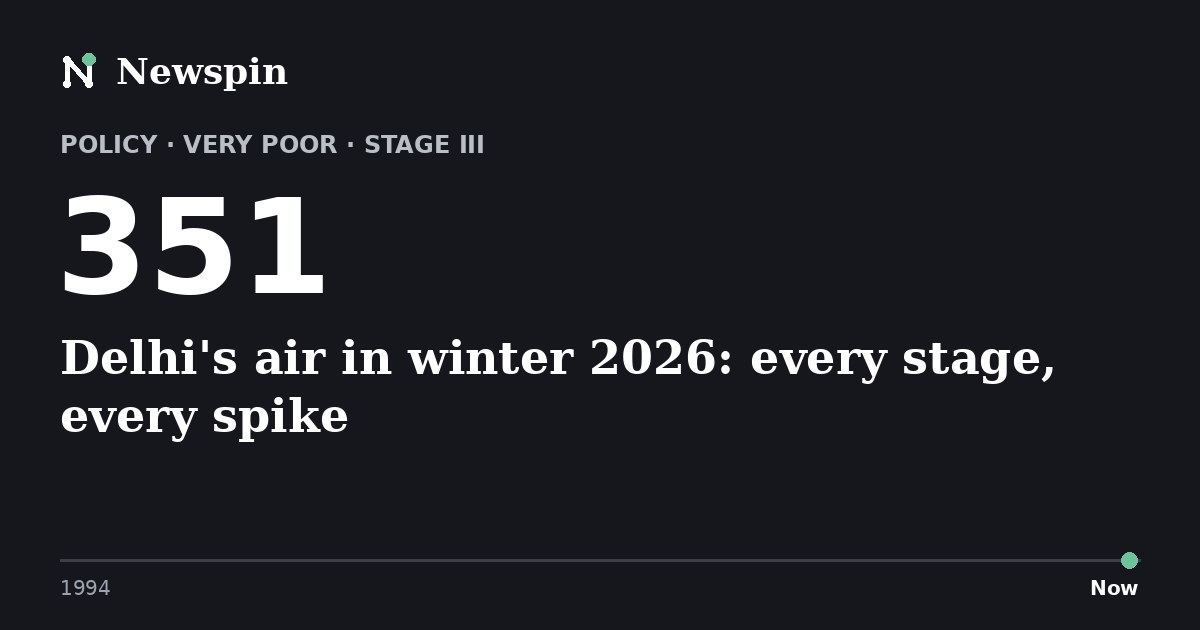 Newspin
POLICY · VERY POOR · STAGE III
351
Delhi's air in winter 2026: every stage,
every spike
1994
Now